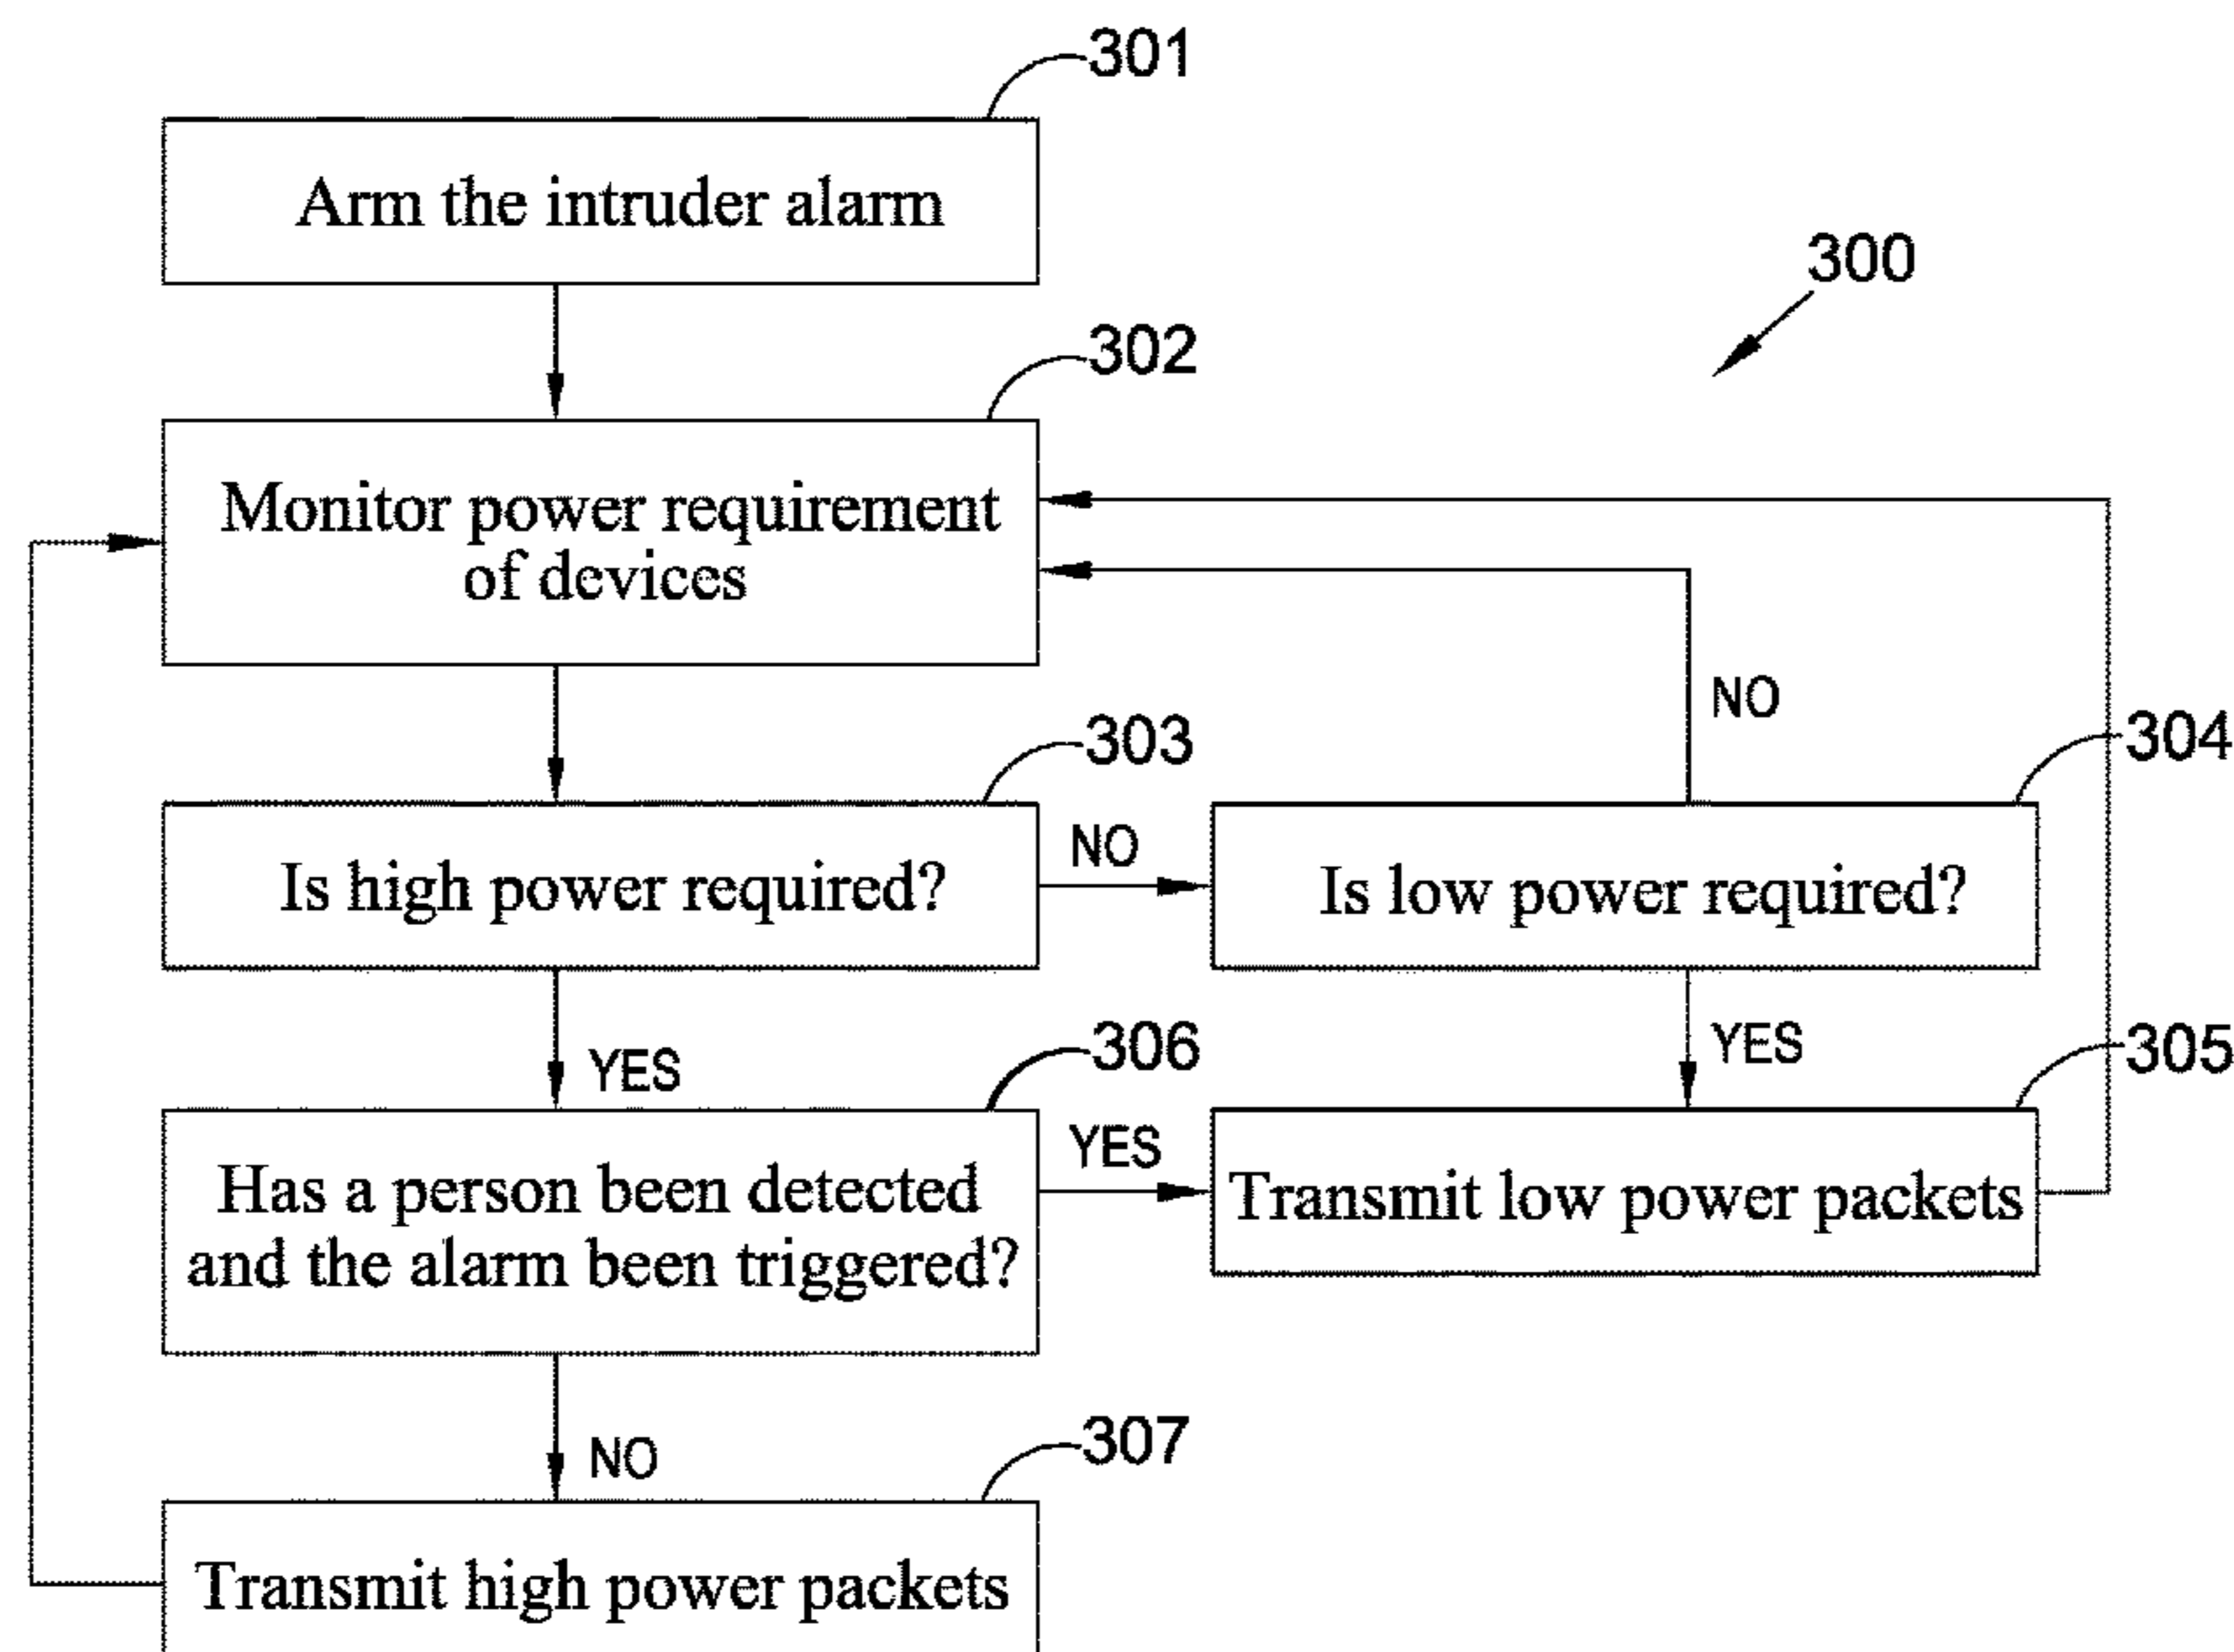 301
Arm the intruder alarm
300
302
Monitor power requirement
of devices
NO
303
304
Is high power required?
NO
Is low power required?
YES
306
YES
305
Has a person been detected
and the alarm been triggered?
YES
Transmit low power packets
NO
307
Transmit high power packets